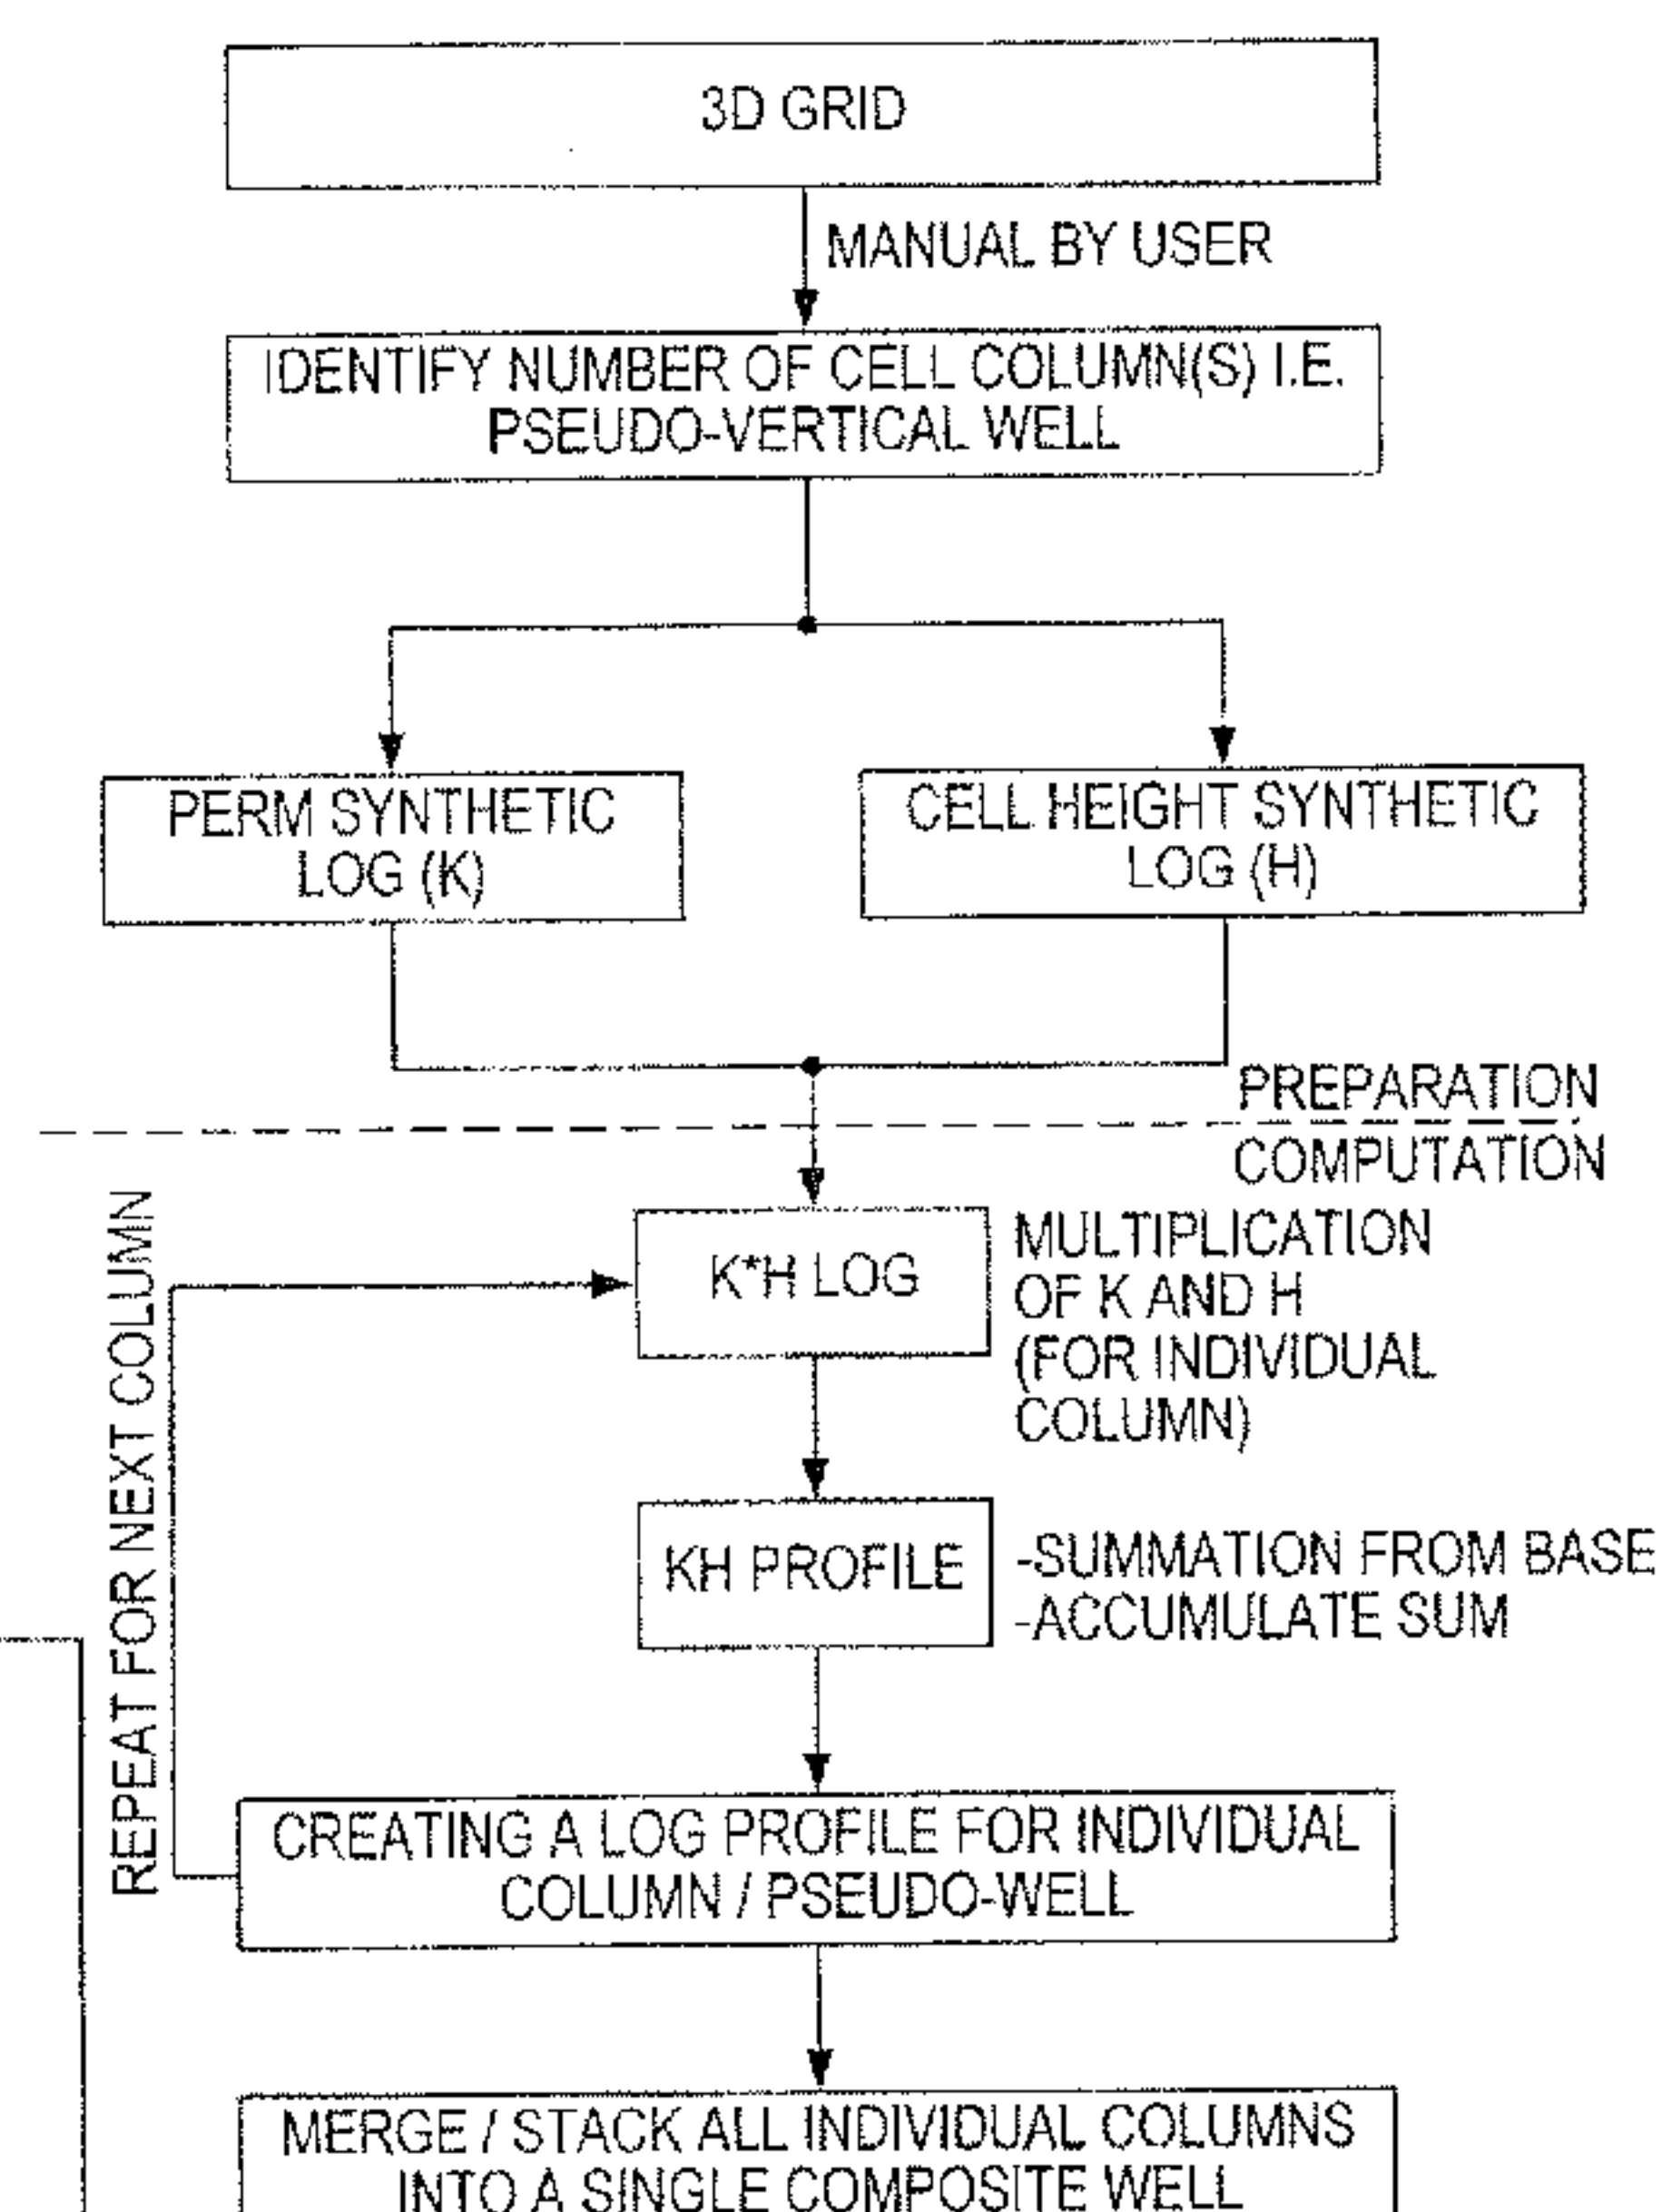 3D GRID
MANUAL BY USER
IDENTIFY NUMBER OF CELL COLUMN(S) I.E.
PSEUDO-VERTICAL WELL
PERM SYNTHETIC
LOG (K)
CELL HEIGHT SYNTHETIC
LOG (H)
PREPARATION
COMPUTATION
K*H LOG
MULTIPLICATION
OF K AND H
(FOR INDIVIDUAL
COLUMN)
REPEAT FOR NEXT COLUMN
KH PROFILE
-SUMMATION FROM BASE
-ACCUMULATE SUM
CREATING A LOG PROFILE FOR INDIVIDUAL
COLUMN / PSEUDO-WELL
MERGE / STACK ALL INDIVIDUAL COLUMNS
INTO A SINGLE COMPOSITE WELL